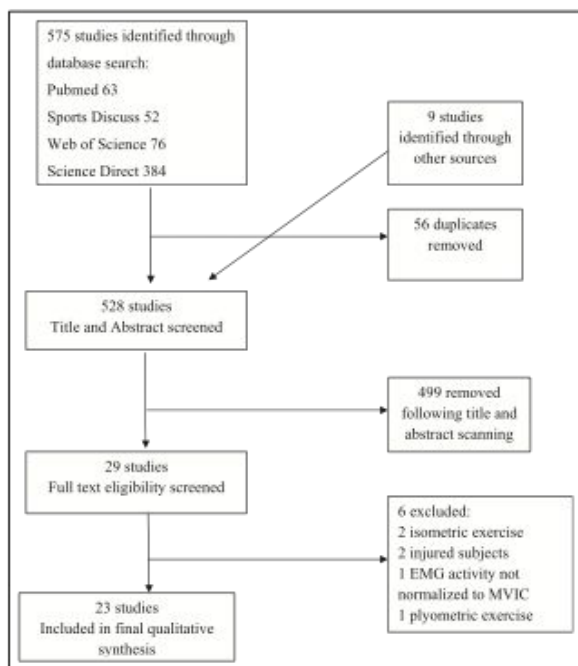 575 studies identified through
database search:
Pubmed 63
Sports Discuss 52
Web of Science 76
Science Direct 384
9 studies
identified through
other sources
56 duplicates
removed
528 studies
Title and Abstract screened
499 removed
following title and
abstract scanning
29 studies
Full text eligibility screened
6 excluded:
2 isometric exercise
2 injured subjects
1 EMG activity not
normalized to MVIC
1 plyometric exercise
23 studies
Included in final qualitative
synthesis